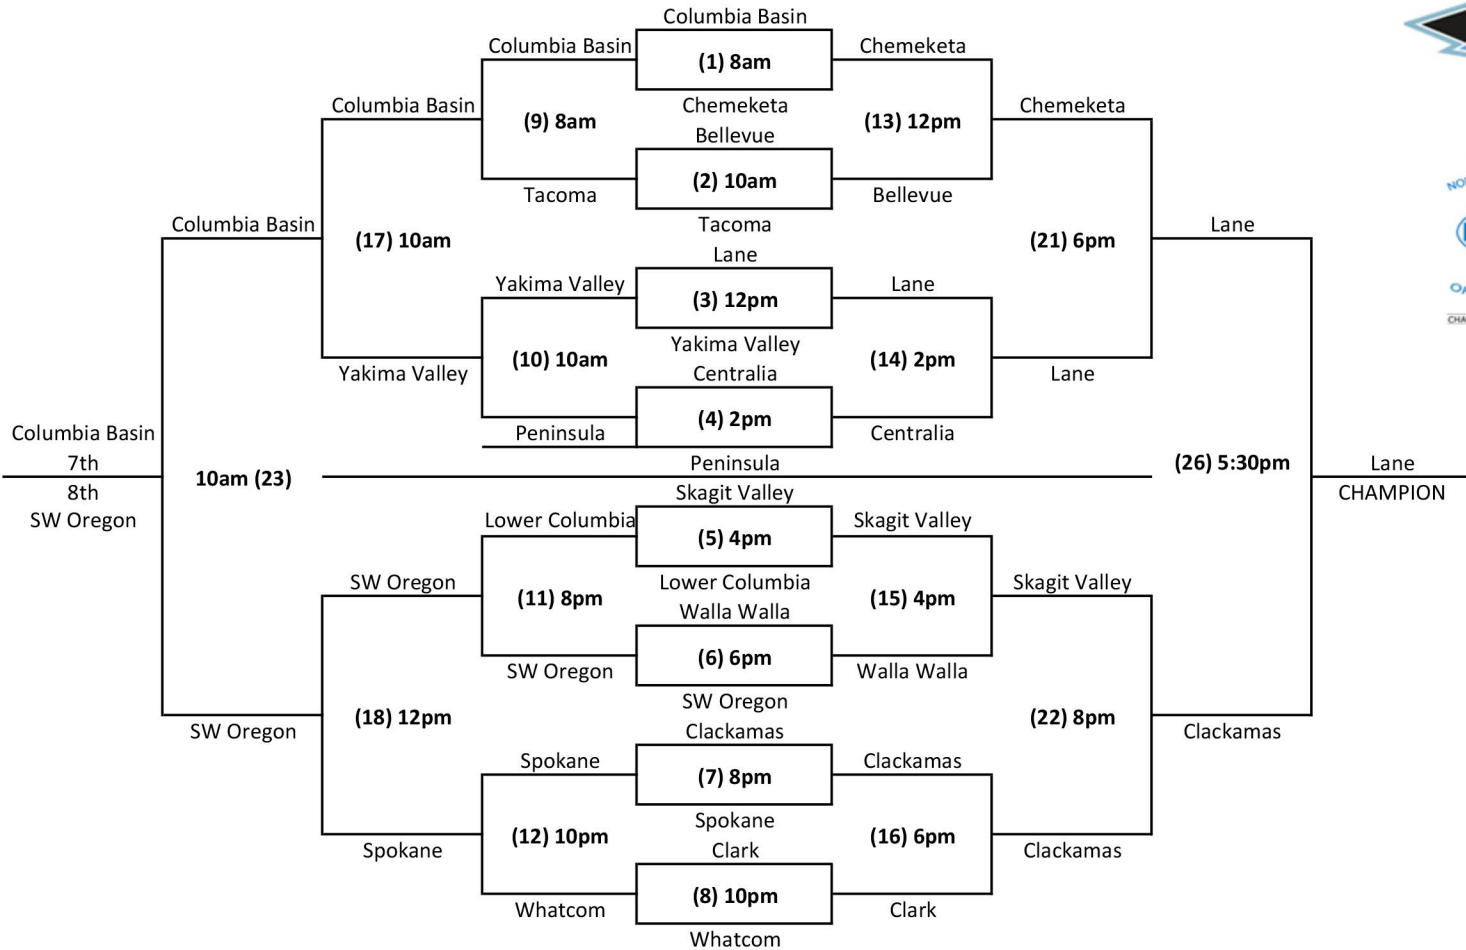 Columbia Basin
Columbia Basin
(1) 8am
Chemeketa
Columbia Basin
(9) 8am
Chemeketa
Bellevue
(13) 12pm
Chemeketa
Tacoma
(2) 10am
Bellevue
Columbia Basin
(17) 10am
Tacoma
Lane
(21) 6pm
Lane
Yakima Valley
(3) 12pm
Lane
(10) 10am
Yakima Valley
Centralia
(14) 2pm
Yakima Valley
Lane
(4) 2pm
Columbia Basin
Peninsula
Centralia
7th
10am (23)
Peninsula
(26) 5:30pm
Lane
8th
Skagit Valley
CHAMPION
SW Oregon
Lower Columbia
(5) 4pm
Skagit Valley
SW Oregon
(11) 8pm
Lower Columbia
Walla Walla
(15) 4pm
Skagit Valley
SW Oregon
(6) 6pm
Walla Walla
SW Oregon
(18) 12pm
SW Oregon
Clackamas
(22) 8pm
Clackamas
Spokane
(7) 8pm
Clackamas
(12) 10pm
Spokane
Clark
(16) 6pm
Spokane
Clackamas
Whatcom
(8) 10pm
Clark
Whatcom